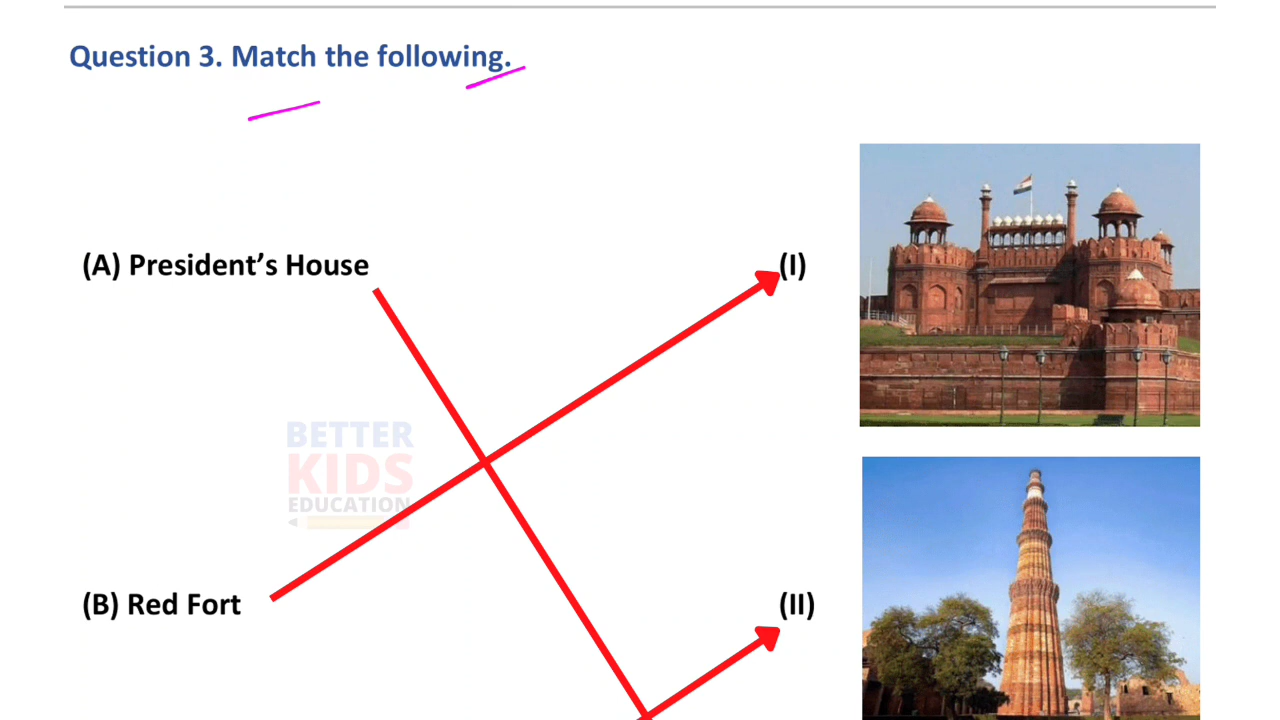 Question 3. Match the following.
(A) President’s House
(I)
BETTER
KIDS
EDUCATION
(B) Red Fort
(II)